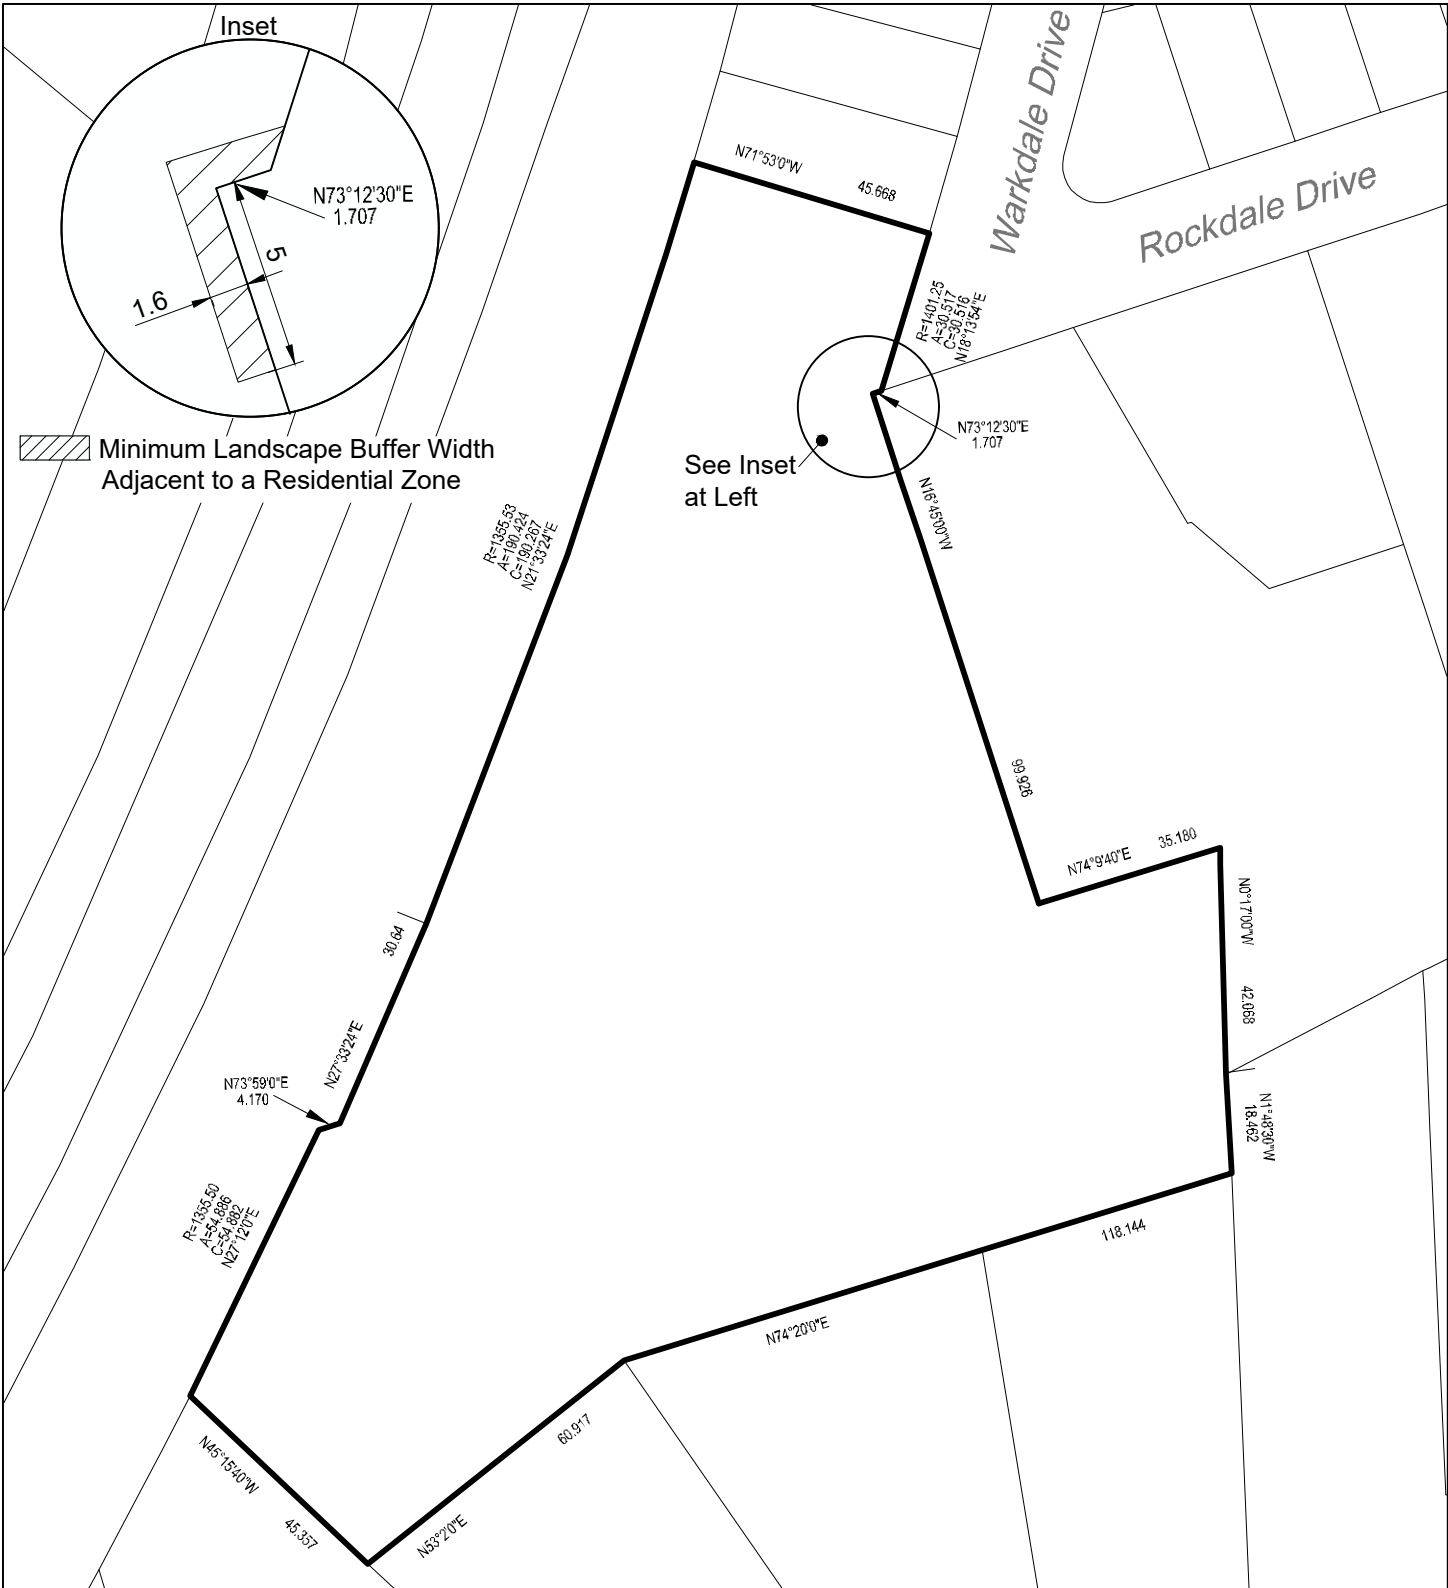 Inset
N73°12'30"E
1.707
5
1.6
Minimum Landscape Buffer Width
Adjacent to a Residential Zone
Warkdale Drive
Rockdale Drive
N71°53'0"W
45.668
R=1401.25
A=30.517
C=30.516
N18°13'54"E
N73°12'30"E
1.707
See Inset
at Left
N16°45'00"W
99.926
R=1355.53
A=190.424
C=190.267
N21°33'24"E
N74°9'40"E
35.180
N0°17'00"W
42.068
30.64
N27°33'24"E
N73°59'0"E
4.170
N1°48'30"W
18.462
R=1355.50
A=54.886
C=54.882
N27°12'0"E
118.144
N74°20'0"E
60.917
N53°2'0"E
N45°15'40"W
45.357